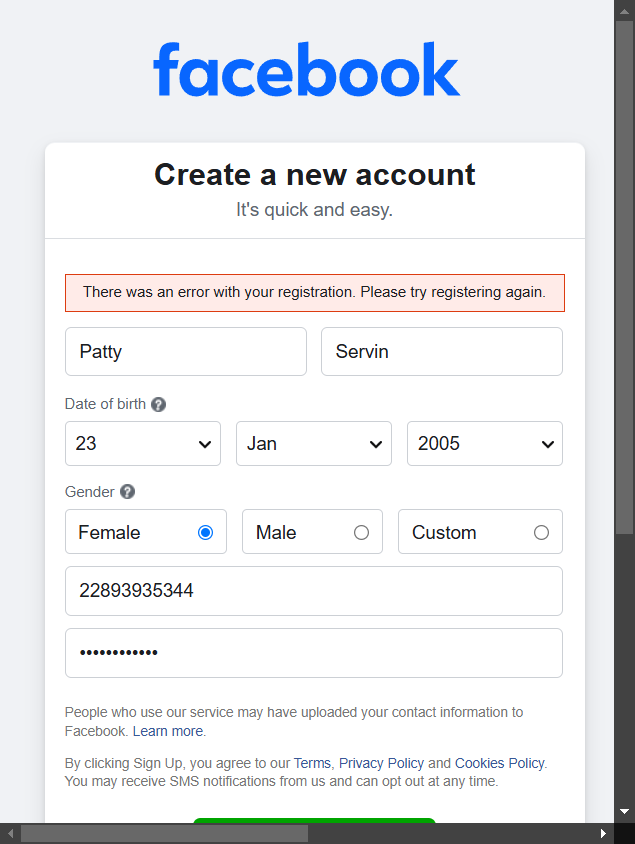 facebook
Create a new account
It's quick and easy.
There was an error with your registration. Please try registering again.
Patty
Servin
Date of birth ?
23
Jan
2005
Gender ?
Female
Male
Custom
22893935344
••••••••••••
People who use our service may have uploaded your contact information to
Facebook. Learn more.
By clicking Sign Up, you agree to our Terms, Privacy Policy and Cookies Policy.
You may receive SMS notifications from us and can opt out at any time.